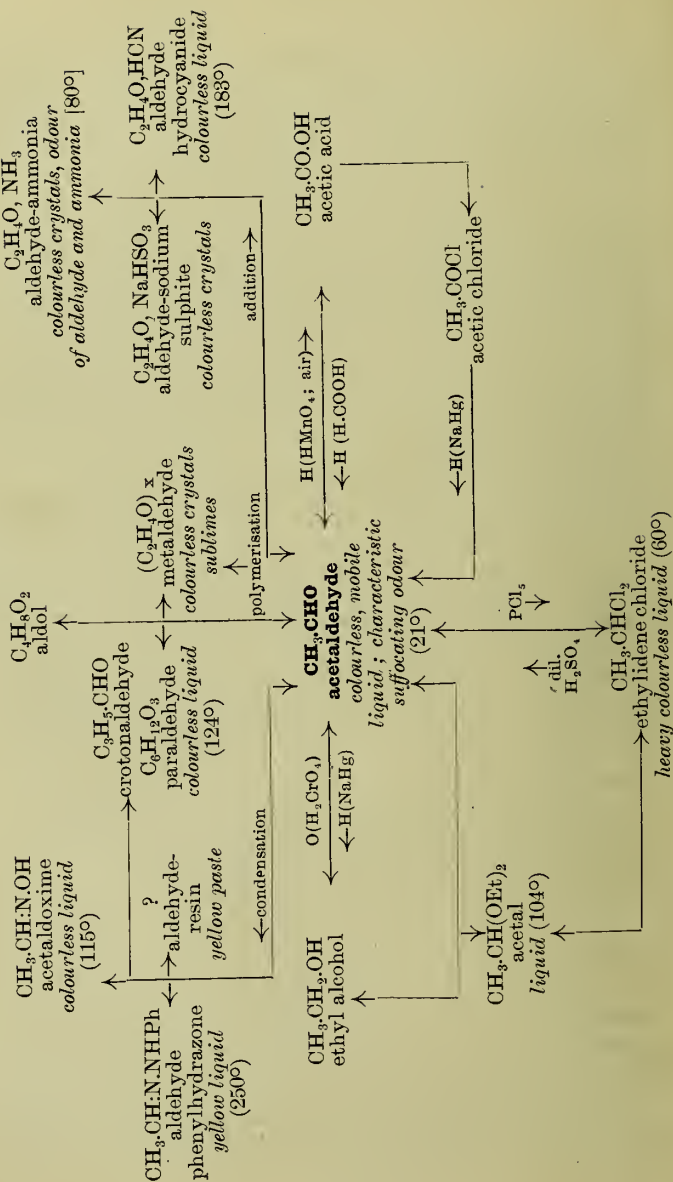 CH₃.CH:N.OH
acetaldoxime
colourless liquid
(115°)
CH₃.CH:N.NHPh
aldehyde
phenylhydrazone
yellow liquid
(250°)
?
aldehyde-
resin
yellow paste
←condensation
C₃H₅.CHO
crotonaldehyde
C₄H₈O₂
aldol
C₆H₁₂O₃
paraldehyde
colourless liquid
(124°)
(C₂H₄O)x
metaldehyde
colourless crystals
sublimes
polymerisation
C₂H₄O, NH₃
aldehyde-ammonia
colourless crystals, odour
of aldehyde and ammonia [80°]
C₂H₄O, NaHSO₃
aldehyde-sodium
sulphite
colourless crystals
C₂H₄O,HCN
aldehyde
hydrocyanide
colourless liquid
(183°)
addition→
CH₃.CH₂.OH
ethyl alcohol
O(H₂CrO₄)
→
←H(NaHg)
CH₃.CHO
acetaldehyde
colourless, mobile
liquid; characteristic
suffocating odour
(21°)
H(HMnO₄; air)→
←H (H.COOH)
CH₃.CO.OH
acetic acid
←H(NaHg)
CH₃.COCl
acetic chloride
CH₃.CH(OEt)₂
acetal
liquid (104°)
dil.
H₂SO₄
PCl₅
CH₃.CHCl₂
ethylidene chloride
heavy colourless liquid (60°)